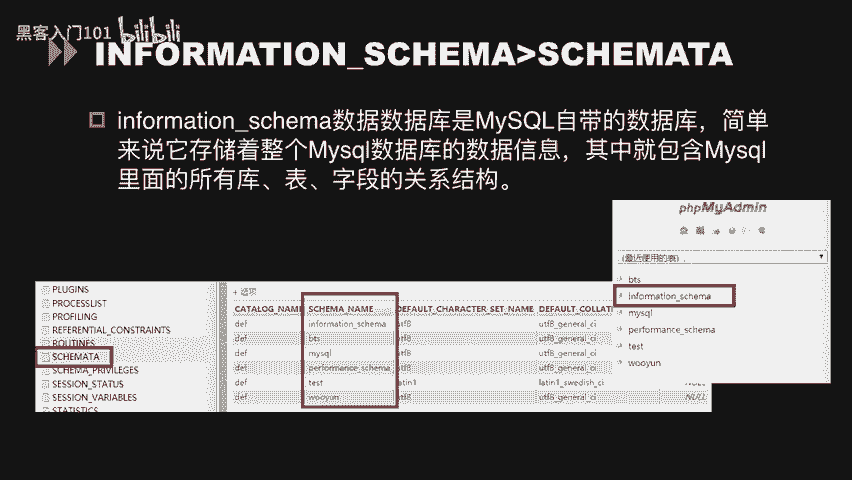 黑客入门101 bilibili
INFORMATION_SCHEMA>SCHEMATA
information_schema数据数据库是MySQL自带的数据库，简单
来说它存储着整个Mysql数据库的数据信息，其中就包含Mysql
里面的所有库、表、字段的关系结构。
phpMyAdmin
(最近使用的表)
bts
information_schema
mysql
performance_schema
test
wooyun
PLUGINS
PROCESSLIST
PROFILING
REFERENTIAL_CONSTRAINTS
ROUTINES
SCHEMATA
SCHEMA_PRIVILEGES
SESSION_STATUS
SESSION_VARIABLES
STATISTICS
+ 选项
CATALOG_NAME SCHEMA_NAME DEFAULT_CHARACTER_SET_NAME DEFAULT_COLLAT
def information_schema utf8 utf8_general_ci
def bts utf8 utf8_general_ci
def mysql utf8 utf8_general_ci
def performance_schema utf8 utf8_general_ci
def test latin1 latin1_swedish_ci NULL
def wooyun utf8 utf8_general_ci NULL